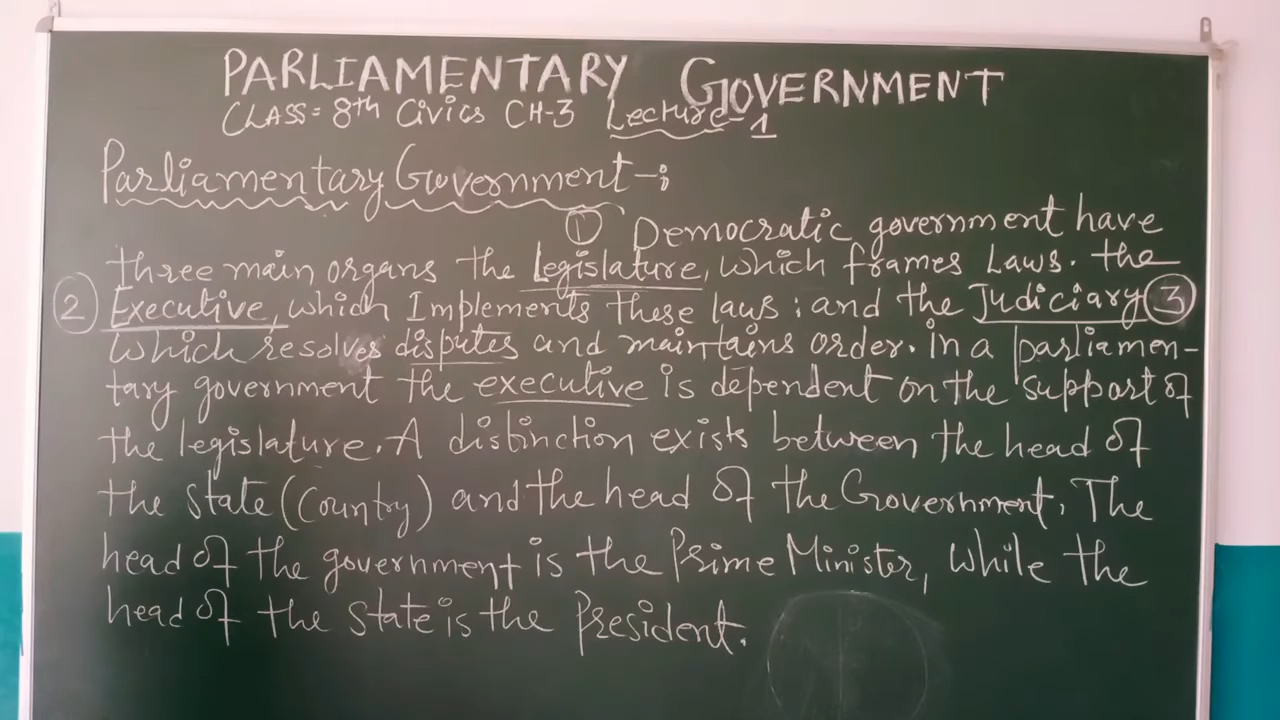 PARLIAMENTARY GOVERNMENT
CLASS= 8th Civics CH-3 Lecture-1
Parliamentary Government-:
① Democratic government have
three main organs the legislature, which frames Laws. the
② Executive, which Implements these laws; and the Judiciary ③
which resolves disputes and maintains order. In a parliamen-
tary government the executive is dependent on the support of
the legislature. A distinction exists between the head of
the state (Country) and the head of the Government. The
head of the government is the Prime Minister, while the
head of the state is the President.